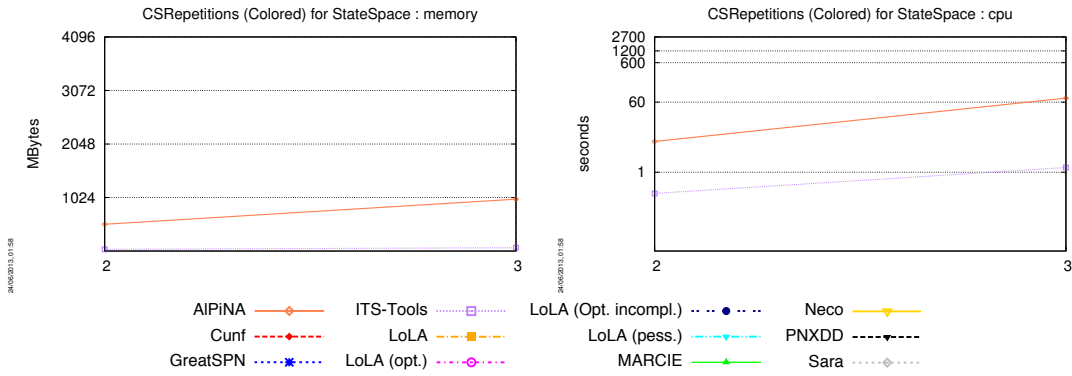 CSRepetitions (Colored) for StateSpace : memory
4096
3072
2048
1024
MBytes
2
3
24/06/2013, 01:58
CSRepetitions (Colored) for StateSpace : cpu
2700
1200
600
60
1
seconds
2
3
24/06/2013, 01:58
AlPiNA
Cunf
GreatSPN
ITS-Tools
LoLA
LoLA (opt.)
LoLA (Opt. incompl.)
LoLA (pess.)
MARCIE
Neco
PNXDD
Sara